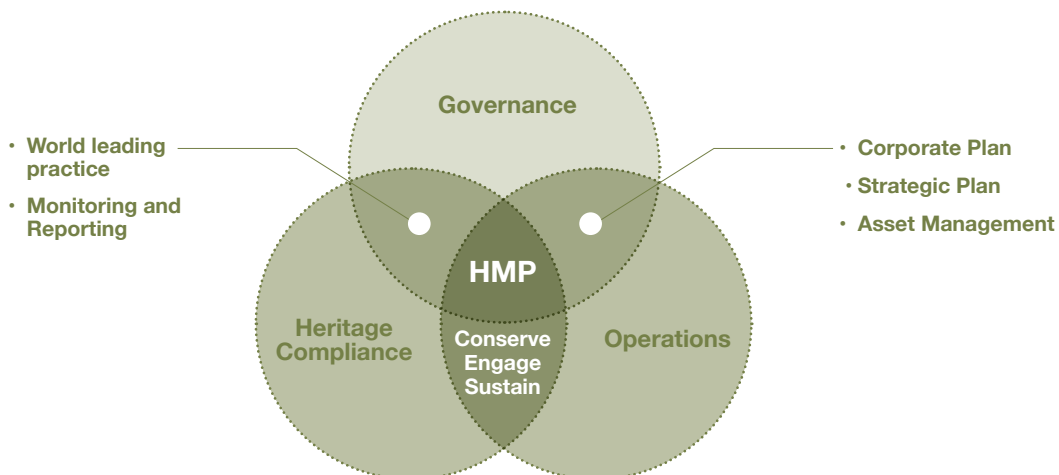 Governance
• World leading
practice
• Monitoring and
Reporting
• Corporate Plan
• Strategic Plan
• Asset Management
HMP
Heritage
Compliance
Conserve
Engage
Sustain
Operations